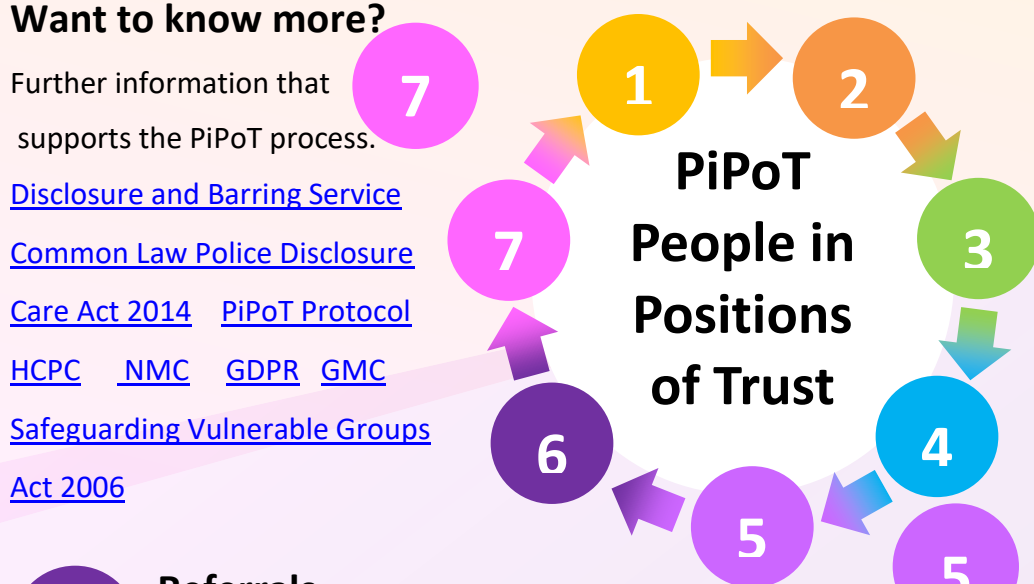 Want to know more?
7
Further information that
supports the PiPoT process.
Disclosure and Barring Service
Common Law Police Disclosure
Care Act 2014 PiPoT Protocol
HCPC NMC GDPR GMC
Safeguarding Vulnerable Groups
Act 2006
1
2
3
4
5
6
7
PiPoT
People in
Positions
of Trust
5
Referrals